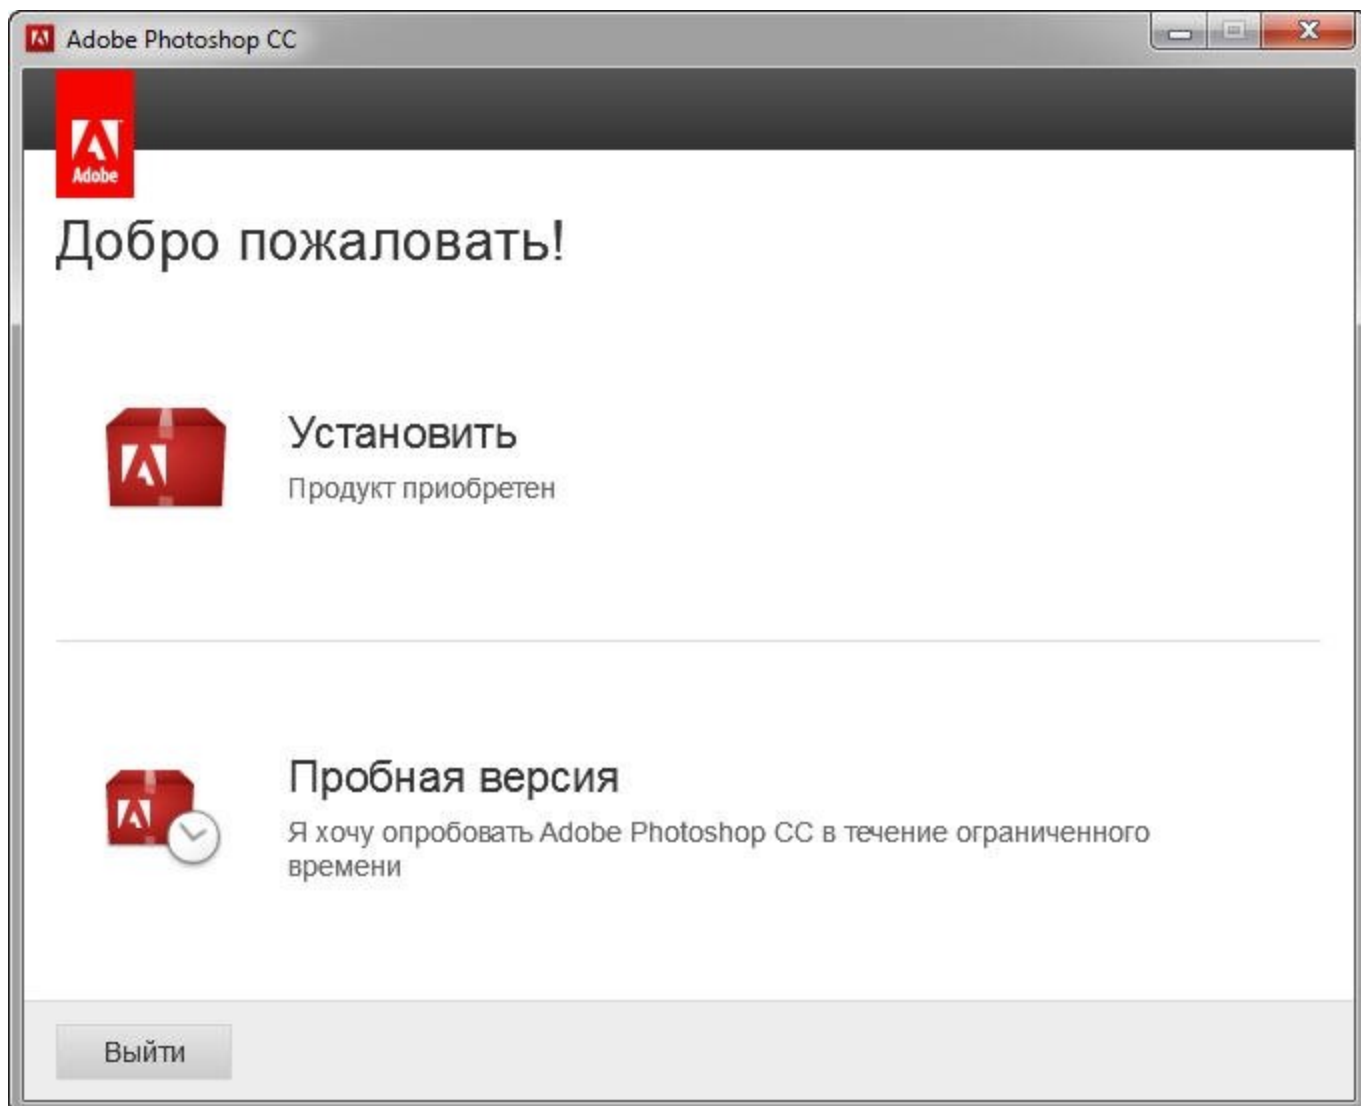 Adobe Photoshop CC
Adobe
Добро пожаловать!
Установить
Продукт приобретен
Пробная версия
Я хочу опробовать Adobe Photoshop CC в течение ограниченного
времени
Выйти